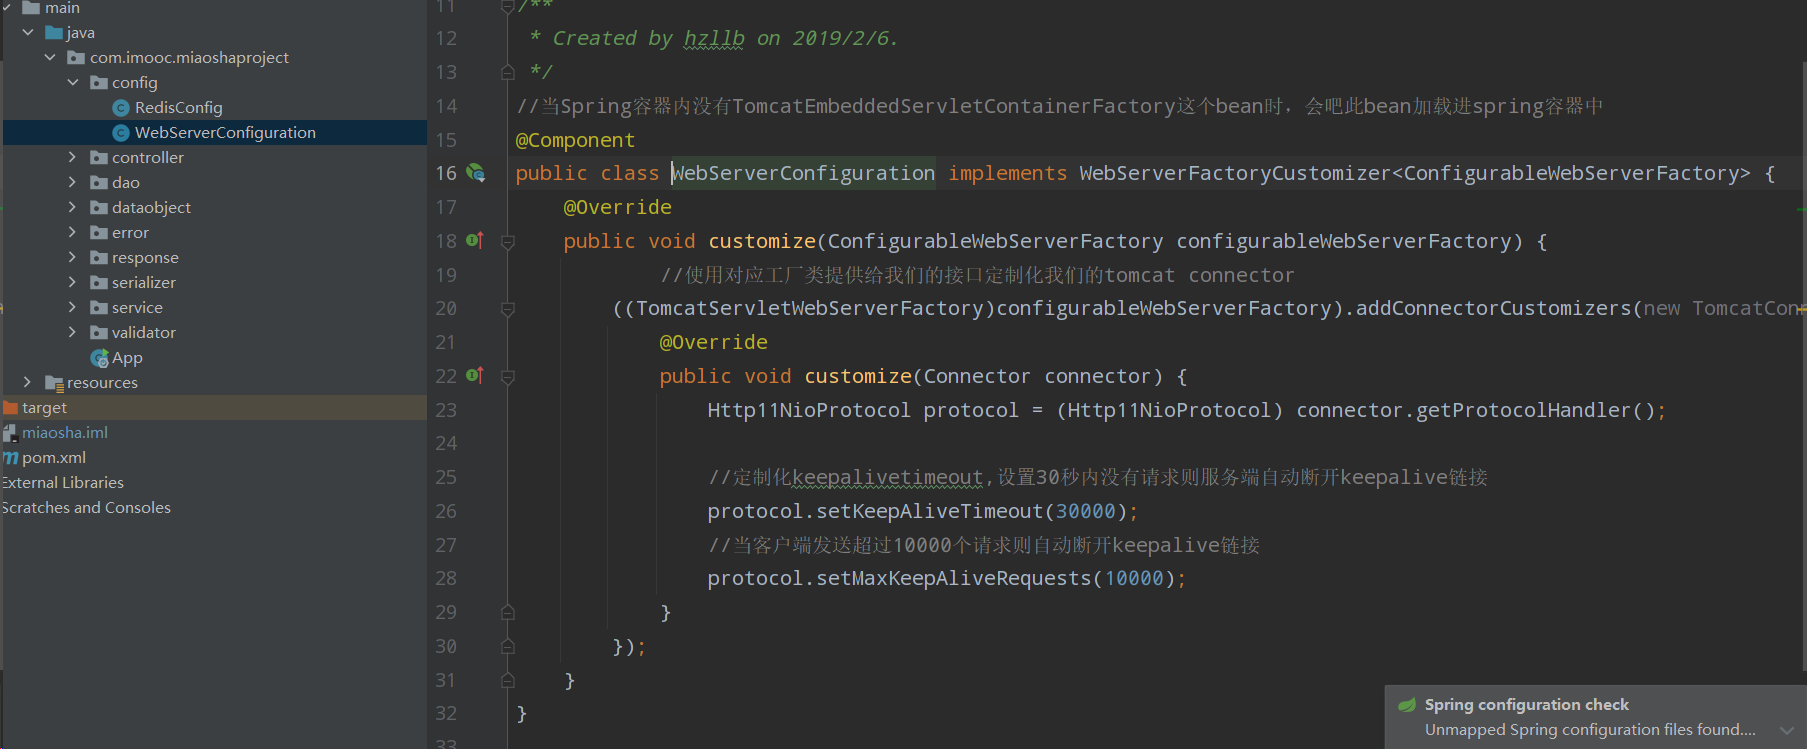 main
java
com.imooc.miaoshaproject
config
RedisConfig
WebServerConfiguration
controller
dao
dataobject
error
response
serializer
service
validator
App
resources
target
miaosha.iml
pom.xml
External Libraries
Scratches and Consoles
11 /**
12 * Created by hzllb on 2019/2/6.
13 */
14 //当Spring容器内没有TomcatEmbeddedServletContainerFactory这个bean时，会吧此bean加载进spring容器中
15 @Component
16 public class WebServerConfiguration implements WebServerFactoryCustomizer<ConfigurableWebServerFactory> {
17 @Override
18 public void customize(ConfigurableWebServerFactory configurableWebServerFactory) {
19 //使用对应工厂类提供给我们的接口定制化我们的tomcat connector
20 ((TomcatServletWebServerFactory)configurableWebServerFactory).addConnectorCustomizers(new TomcatConn
21 @Override
22 public void customize(Connector connector) {
23 Http11NioProtocol protocol = (Http11NioProtocol) connector.getProtocolHandler();
24
25 //定制化keepalivetimeout,设置30秒内没有请求则服务端自动断开keepalive链接
26 protocol.setKeepAliveTimeout(30000);
27 //当客户端发送超过10000个请求则自动断开keepalive链接
28 protocol.setMaxKeepAliveRequests(10000);
29 }
30 });
31 }
32 }
33
Spring configuration check
Unmapped Spring configuration files found....